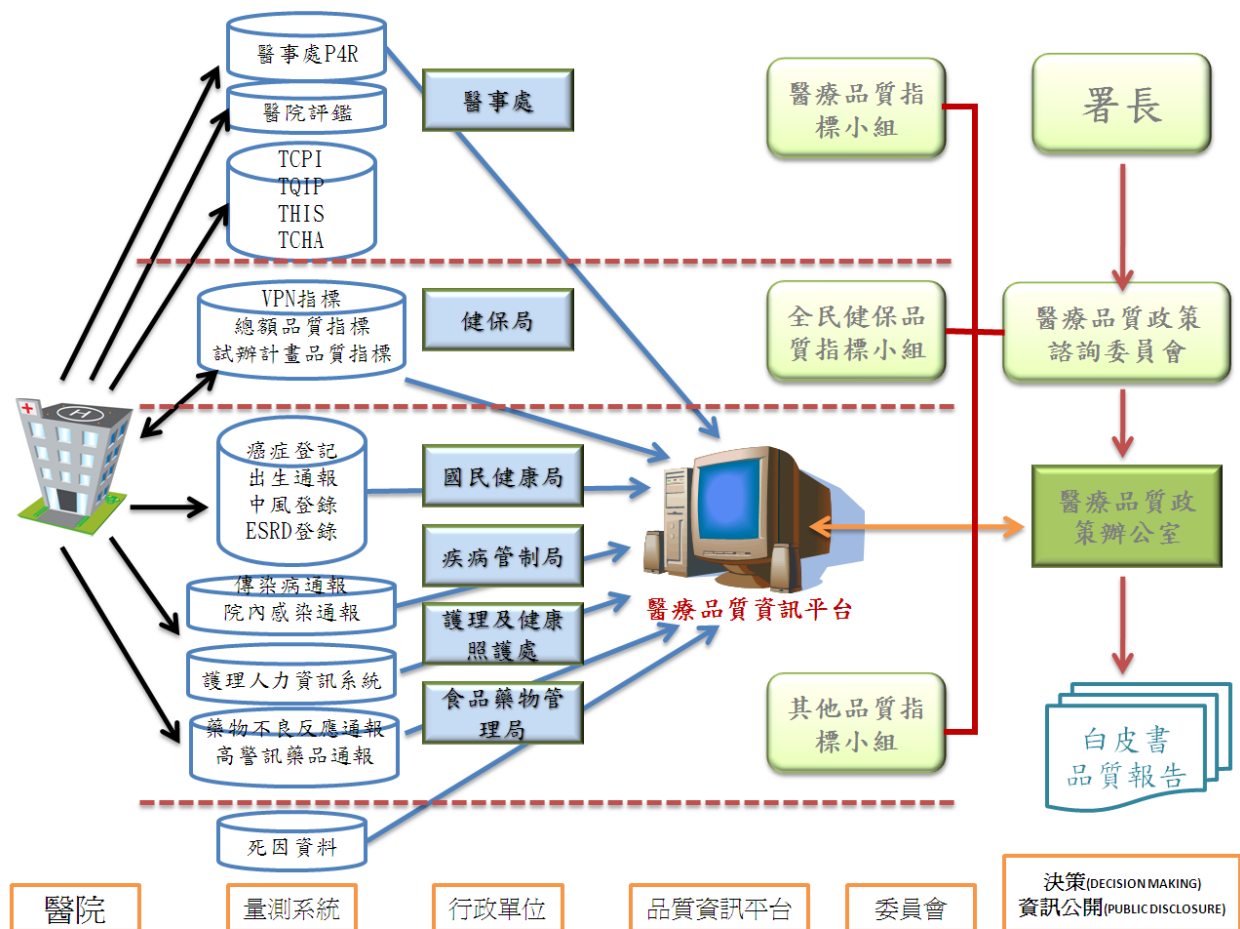 醫事處P4R
醫院評鑑
TCPI
TQIP
THIS
TCHA
VPN指標
總額品質指標
試辦計畫品質指標
癌症登記
出生通報
中風登錄
ESRD登錄
傳染病通報
院內感染通報
護理人力資訊系統
藥物不良反應通報
高警訊藥品通報
死因資料
醫事處
健保局
國民健康局
疾病管制局
護理及健康
照護處
食品藥物管
理局
H
醫療品質資訊平台
醫療品質指
標小組
全民健保品
質指標小組
其他品質指
標小組
署長
醫療品質政策
諮詢委員會
醫療品質政
策辦公室
白皮書
品質報告
醫院
量測系統
行政單位
品質資訊平台
委員會
決策(DECISION MAKING)
資訊公開(PUBLIC DISCLOSURE)